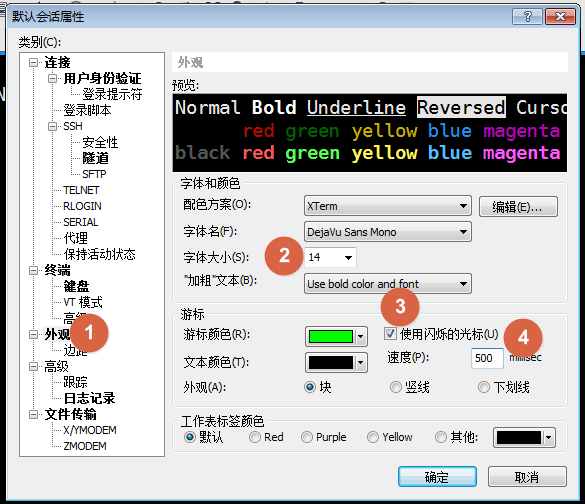 默认会话属性
类别(C):
连接
用户身份验证
登录提示符
登录脚本
SSH
安全性
隧道
SFTP
TELNET
RLOGIN
SERIAL
代理
保持活动状态
终端
键盘
VT 模式
高级
外观
1
边距
高级
跟踪
日志记录
文件传输
X/YMODEM
ZMODEM
外观
预览:
Normal Bold Underline Reversed Curso
red green yellow blue magenta
black red green yellow blue magenta
字体和颜色
配色方案(O): XTerm 编辑(E)...
字体名(F): DejaVu Sans Mono
字体大小(S): 2 14
"加粗"文本(B): Use bold color and font
3
游标
游标颜色(R): 使用闪烁的光标(U) 4
文本颜色(T): 速度(P): 500 millisec
外观(A): 块 竖线 下划线
工作表标签颜色
默认 Red Purple Yellow 其他:
确定 取消